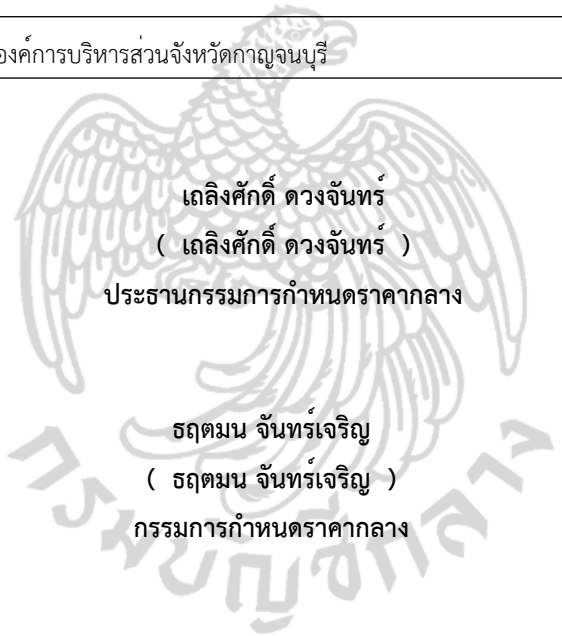 องค์การบริหารส่วนจังหวัดกาญจนบุรี
เถลิงศักดิ์ ดวงจันทร์
( เถลิงศักดิ์ ดวงจันทร์ )
ประธานกรรมการกำหนดราคากลาง
ธฤตมน จันทร์เจริญ
( ธฤตมน จันทร์เจริญ )
กรรมการกำหนดราคากลาง
กรมบัญชีกลาง